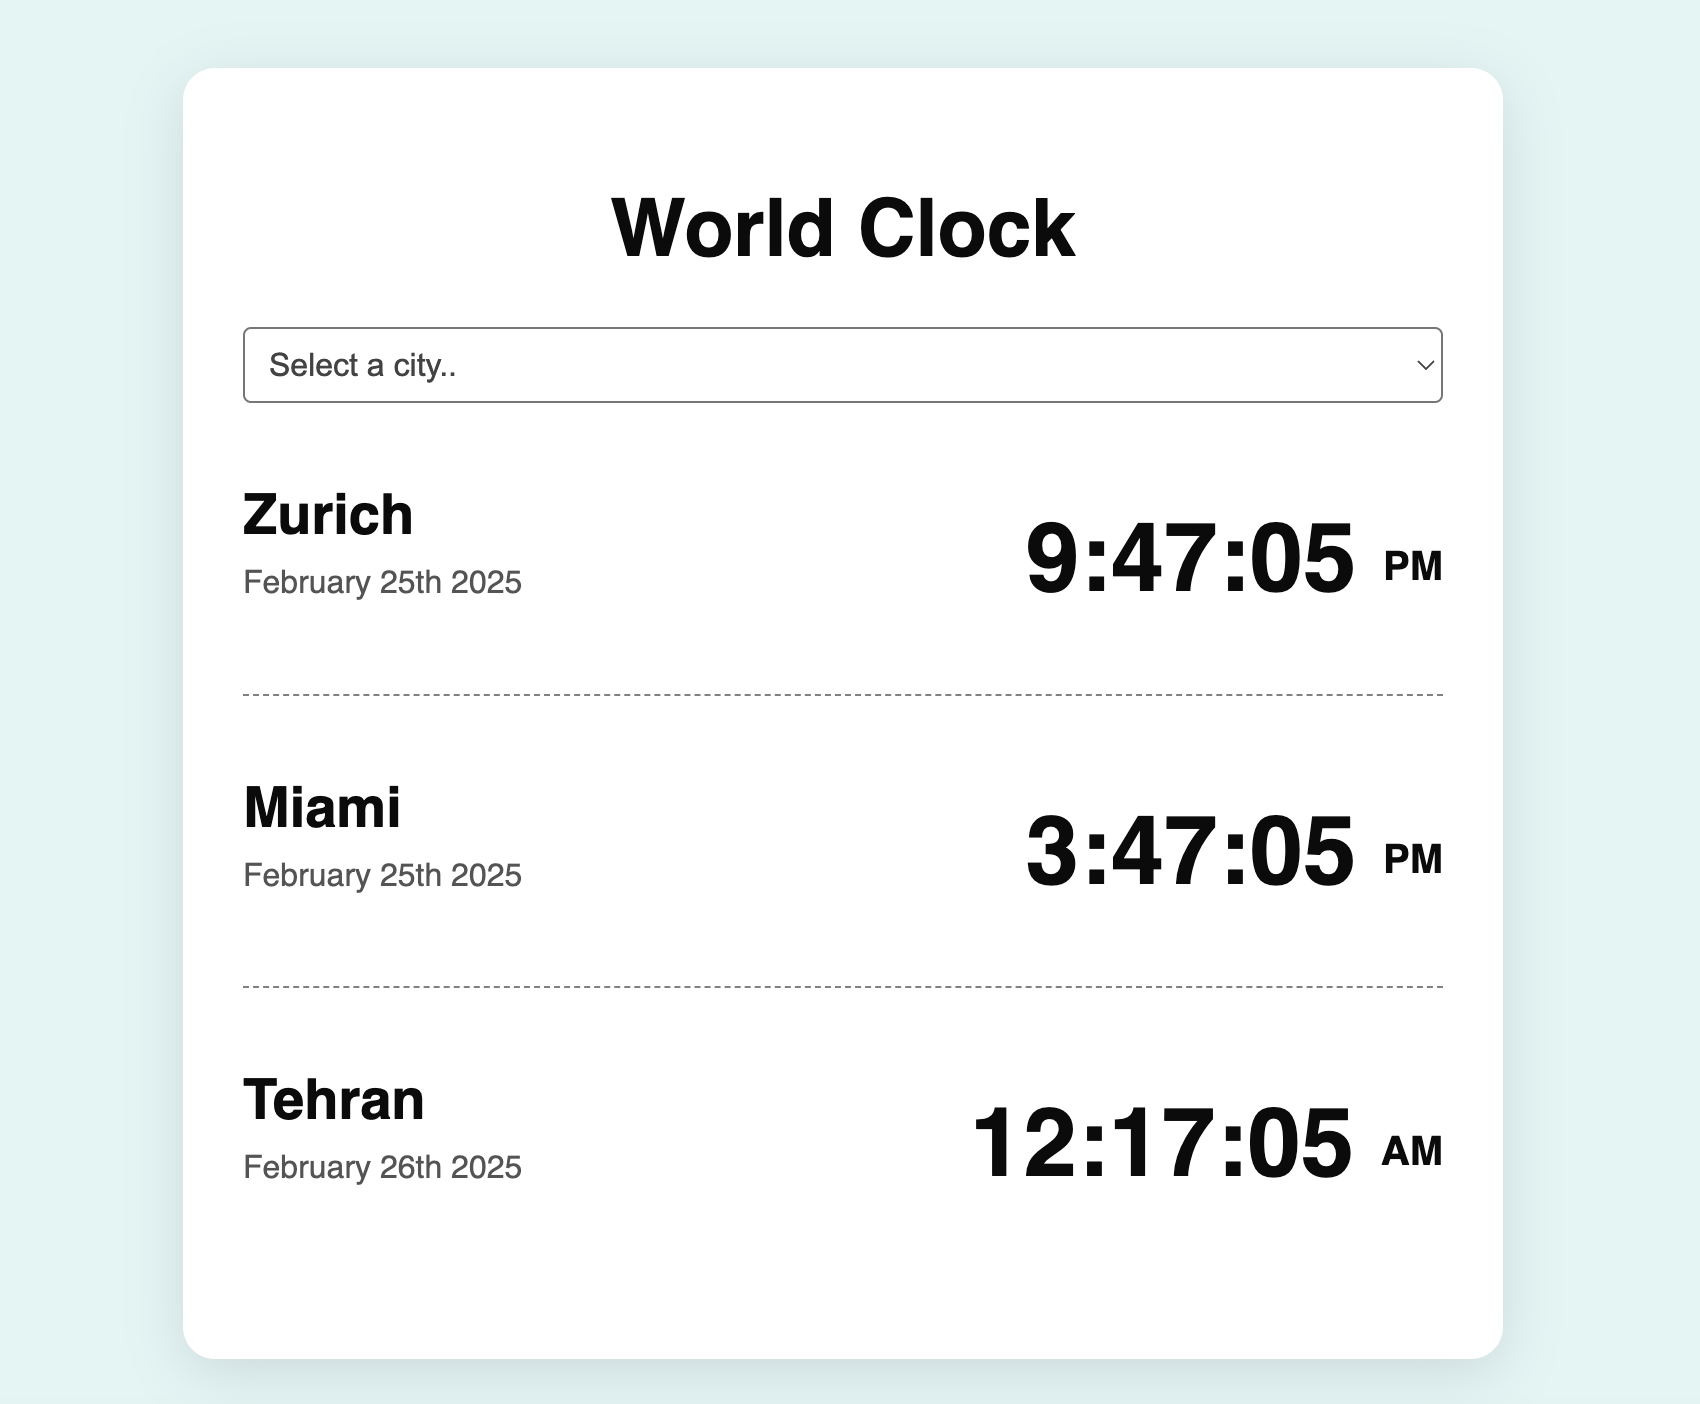 World Clock
Select a city..
Zurich
February 25th 2025
9:47:05 PM
Miami
February 25th 2025
3:47:05 PM
Tehran
February 26th 2025
12:17:05 AM